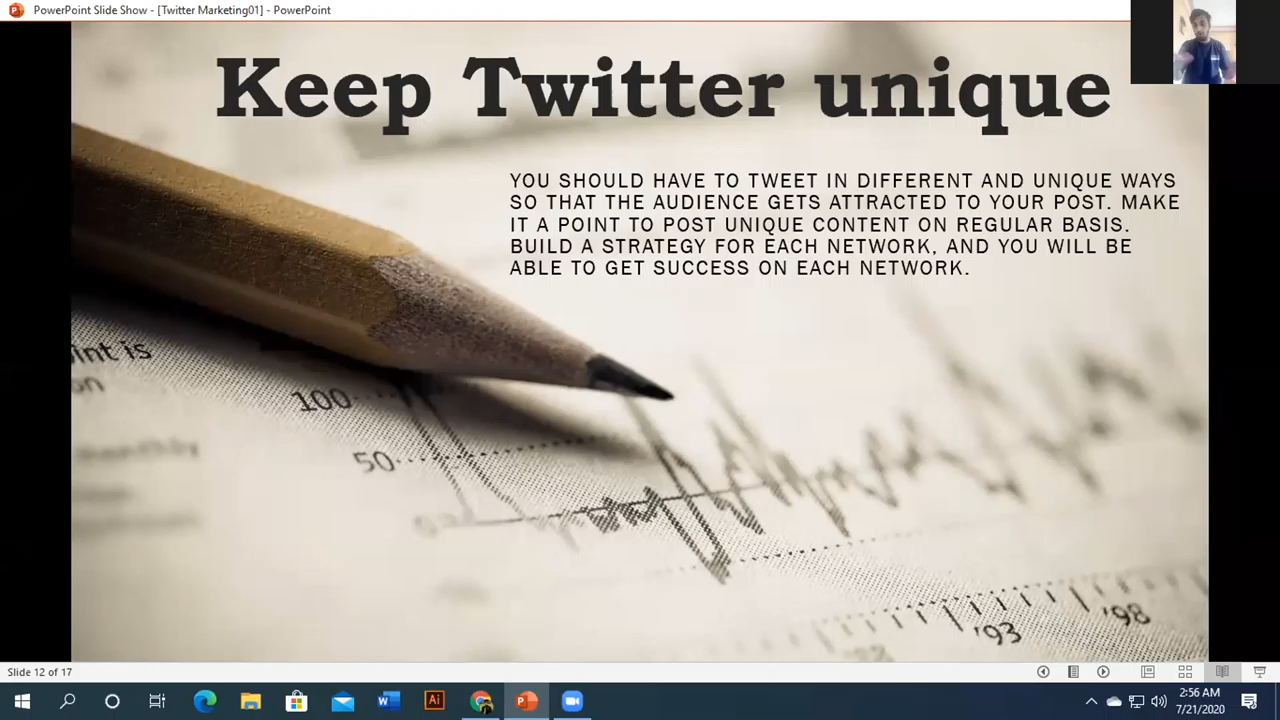 PowerPoint Slide Show - [Twitter Marketing01] - PowerPoint
Keep Twitter unique
YOU SHOULD HAVE TO TWEET IN DIFFERENT AND UNIQUE WAYS
SO THAT THE AUDIENCE GETS ATTRACTED TO YOUR POST. MAKE
IT A POINT TO POST UNIQUE CONTENT ON REGULAR BASIS.
BUILD A STRATEGY FOR EACH NETWORK, AND YOU WILL BE
ABLE TO GET SUCCESS ON EACH NETWORK.
int is
on
Monthly
100
50
0
'93
'98
Slide 12 of 17
2:56 AM
7/21/2020